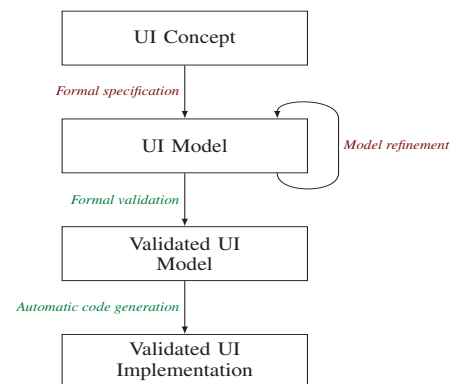 UI Concept
Formal specification
UI Model
Model refinement
Formal validation
Validated UI
Model
Automatic code generation
Validated UI
Implementation